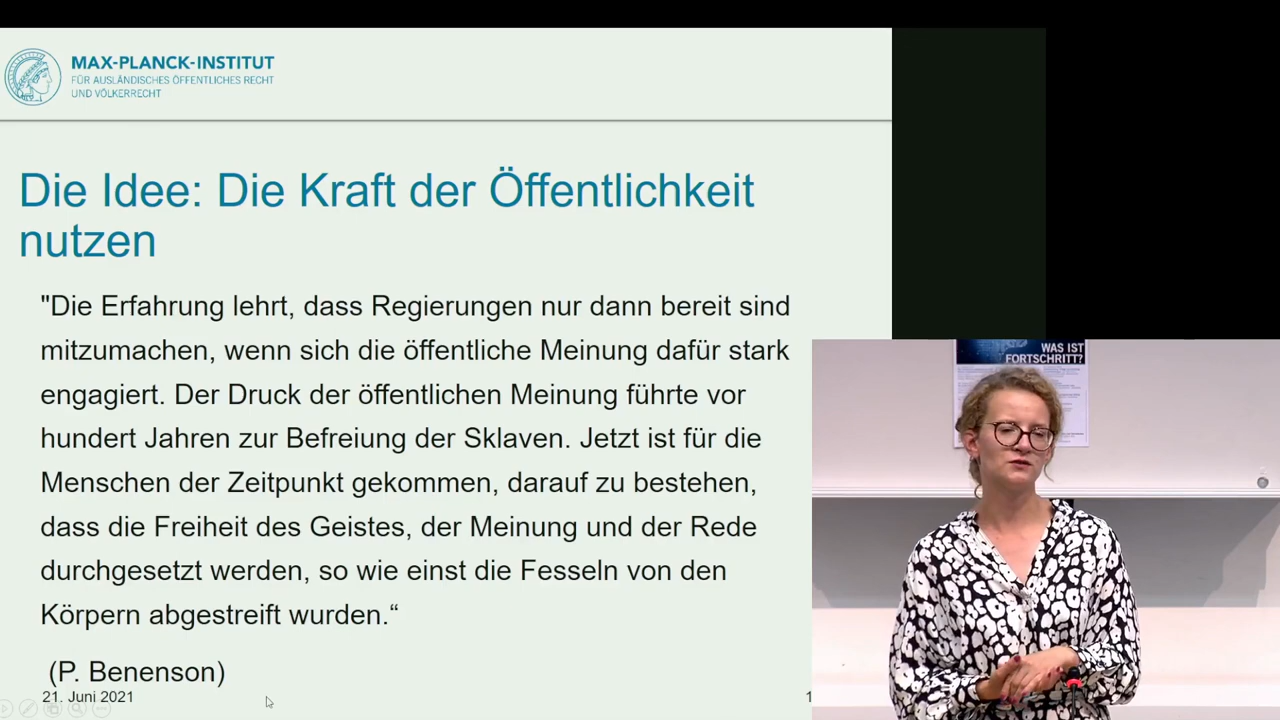 MAX-PLANCK-INSTITUT
FÜR AUSLÄNDISCHES ÖFFENTLICHES RECHT
UND VÖLKERRECHT
Die Idee: Die Kraft der Öffentlichkeit
nutzen
"Die Erfahrung lehrt, dass Regierungen nur dann bereit sind
mitzumachen, wenn sich die öffentliche Meinung dafür stark
engagiert. Der Druck der öffentlichen Meinung führte vor
hundert Jahren zur Befreiung der Sklaven. Jetzt ist für die
Menschen der Zeitpunkt gekommen, darauf zu bestehen,
dass die Freiheit des Geistes, der Meinung und der Rede
durchgesetzt werden, so wie einst die Fesseln von den
Körpern abgestreift wurden.“
(P. Benenson)
21. Juni 2021
1
WAS IST
FORTSCHRITT?